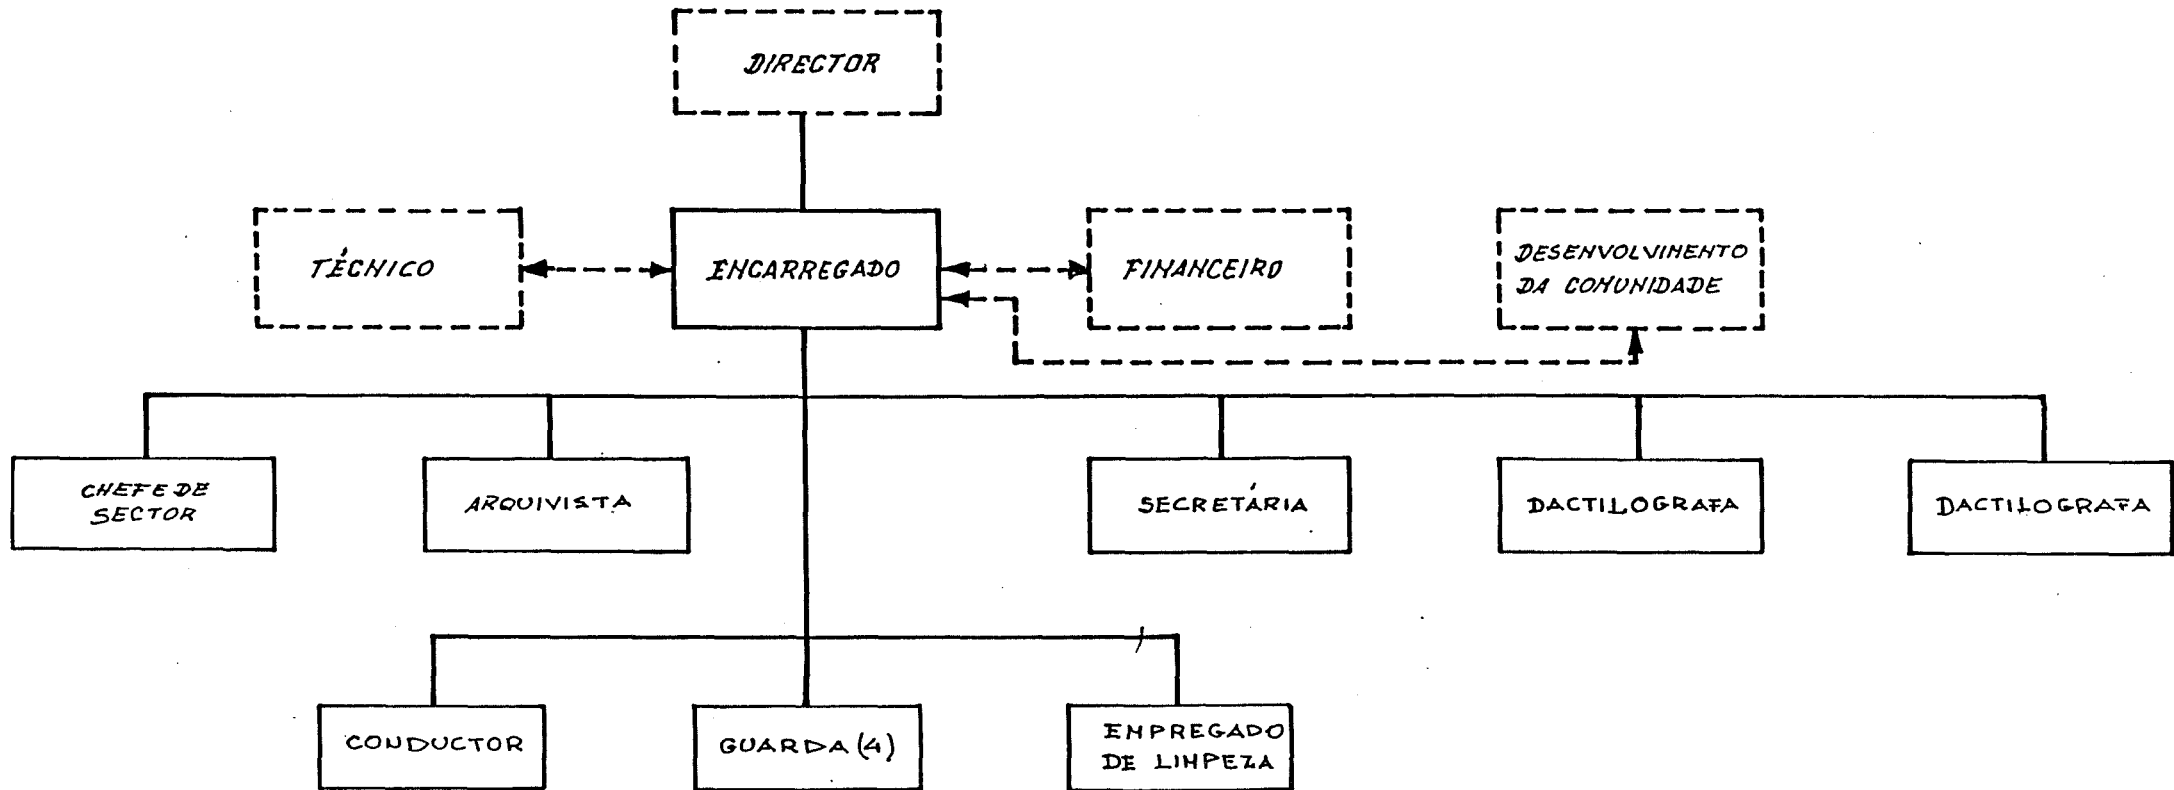 DIRECTOR
TÉCNICO
ENCARREGADO
FINANCEIRO
DESENVOLVIMENTO
DA COMUNIDADE
CHEFE DE
SECTOR
ARQUIVISTA
SECRETÁRIA
DACTILOGRAFA
DACTILOGRAFA
CONDUCTOR
GUARDA (4)
EMPREGADO
DE LIMPEZA